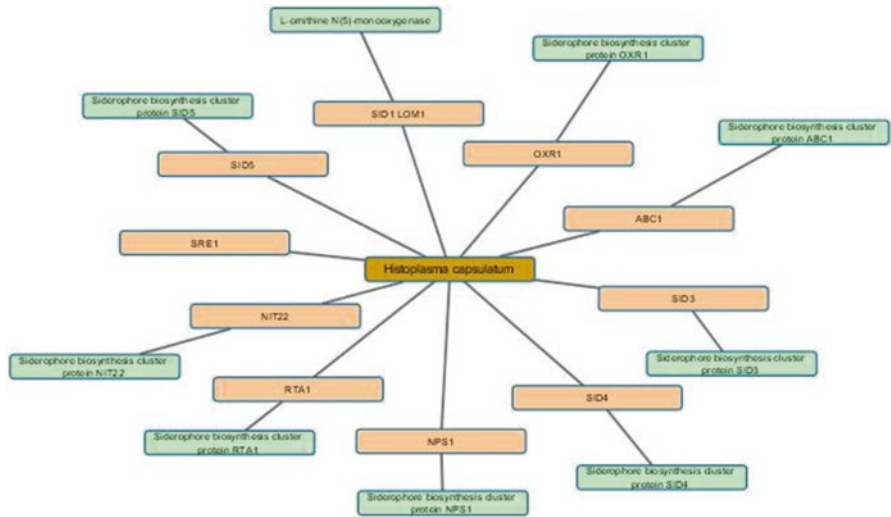 L-ornithine N(5)-monooxygenase
Siderophore biosynthesis cluster
protein OXR1
Siderophore biosynthesis cluster
protein SID5
SID1 LOM1
Siderophore biosynthesis cluster
protein ABC1
OXR1
SID5
ABC1
SRE1
Histoplasma capsulatum
SID3
NIT22
Siderophore biosynthesis cluster
protein NIT22
Siderophore biosynthesis cluster
protein SID3
RTA1
SID4
Siderophore biosynthesis cluster
protein RTA1
NPS1
Siderophore biosynthesis cluster
protein SID4
Siderophore biosynthesis cluster
protein NPS1